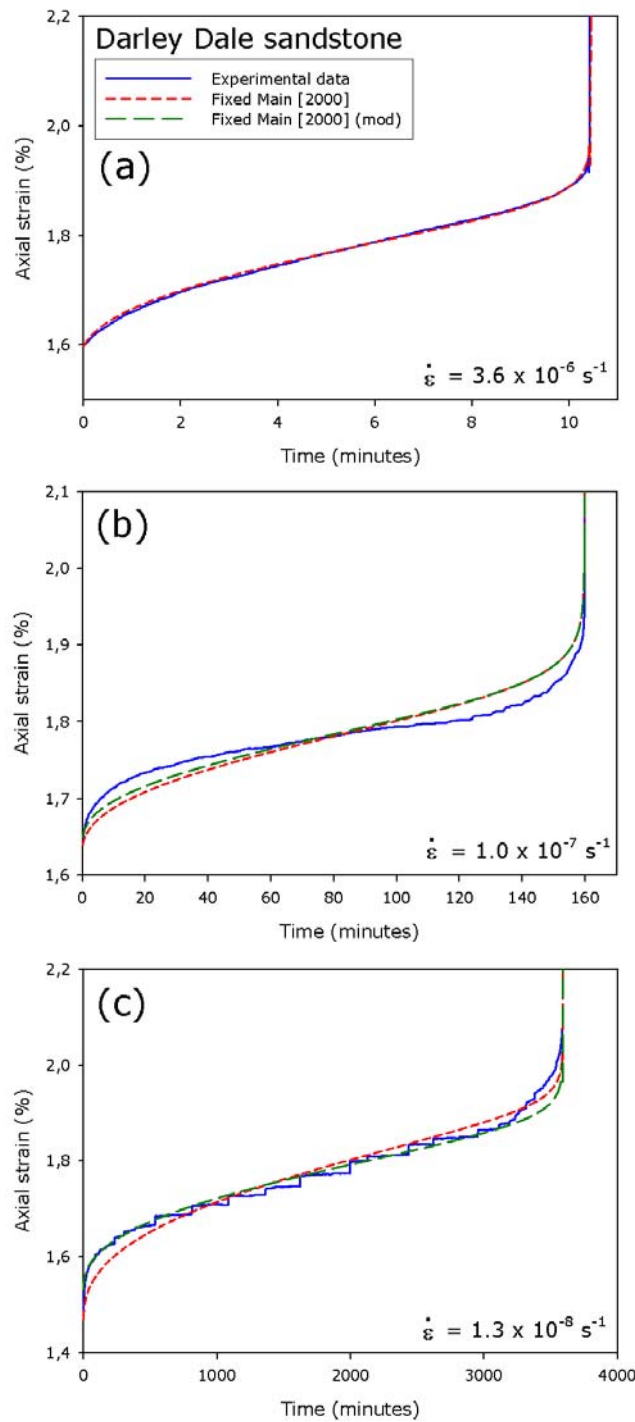 Darley Dale sandstone
Experimental data
Fixed Main [2000]
Fixed Main [2000] (mod)
(a)
2,2
2,0
1,8
1,6
Axial strain (%)
ε̇ = 3.6 x 10⁻⁶ s⁻¹
0 2 4 6 8 10
Time (minutes)
(b)
2,1
2,0
1,9
1,8
1,7
1,6
Axial strain (%)
ε̇ = 1.0 x 10⁻⁷ s⁻¹
0 20 40 60 80 100 120 140 160
Time (minutes)
(c)
2,2
2,0
1,8
1,6
1,4
Axial strain (%)
ε̇ = 1.3 x 10⁻⁸ s⁻¹
0 1000 2000 3000 4000
Time (minutes)